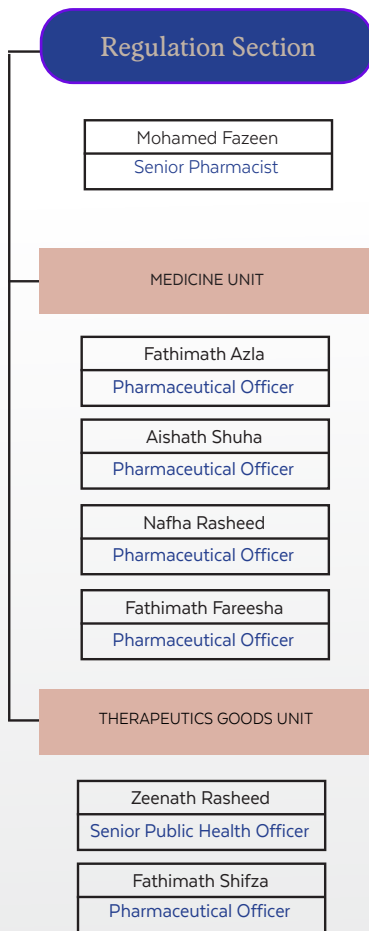 Regulation Section
Mohamed Fazeen
Senior Pharmacist
MEDICINE UNIT
Fathimath Azla
Pharmaceutical Officer
Aishath Shuha
Pharmaceutical Officer
Nafha Rasheed
Pharmaceutical Officer
Fathimath Fareesha
Pharmaceutical Officer
THERAPEUTICS GOODS UNIT
Zeenath Rasheed
Senior Public Health Officer
Fathimath Shifza
Pharmaceutical Officer